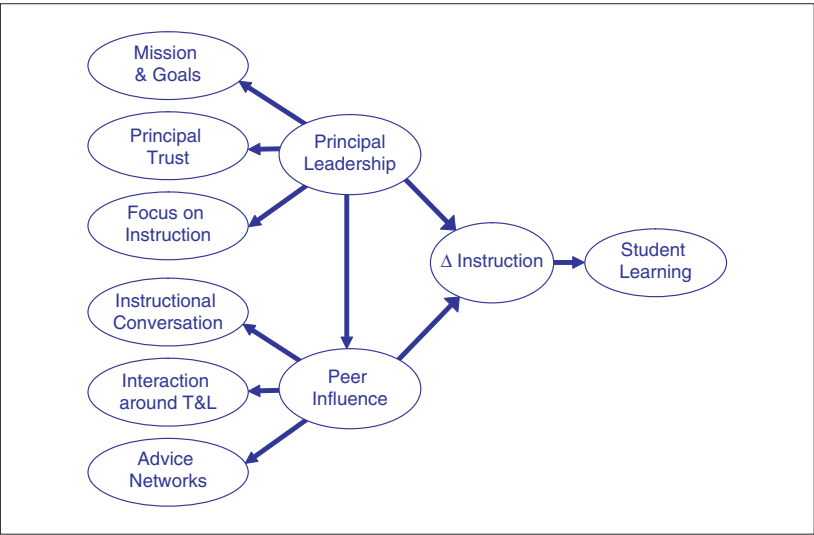 Mission
& Goals
Principal
Trust
Focus on
Instruction
Principal
Leadership
Instructional
Conversation
Interaction
around T&L
Advice
Networks
Peer
Influence
Δ Instruction
Student
Learning